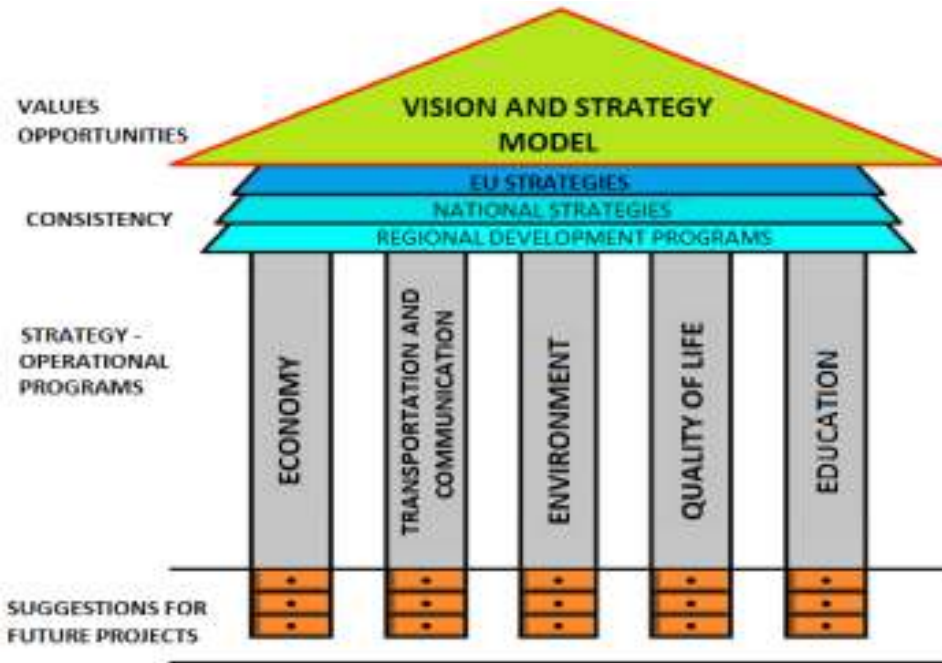 VALUES
OPPORTUNITIES
VISION AND STRATEGY
MODEL
EU STRATEGIES
CONSISTENCY
NATIONAL STRATEGIES
REGIONAL DEVELOPMENT PROGRAMS
STRATEGY -
OPERATIONAL
PROGRAMS
ECONOMY
TRANSPORTATION AND
COMMUNICATION
ENVIRONMENT
QUALITY OF LIFE
EDUCATION
SUGGESTIONS FOR
FUTURE PROJECTS